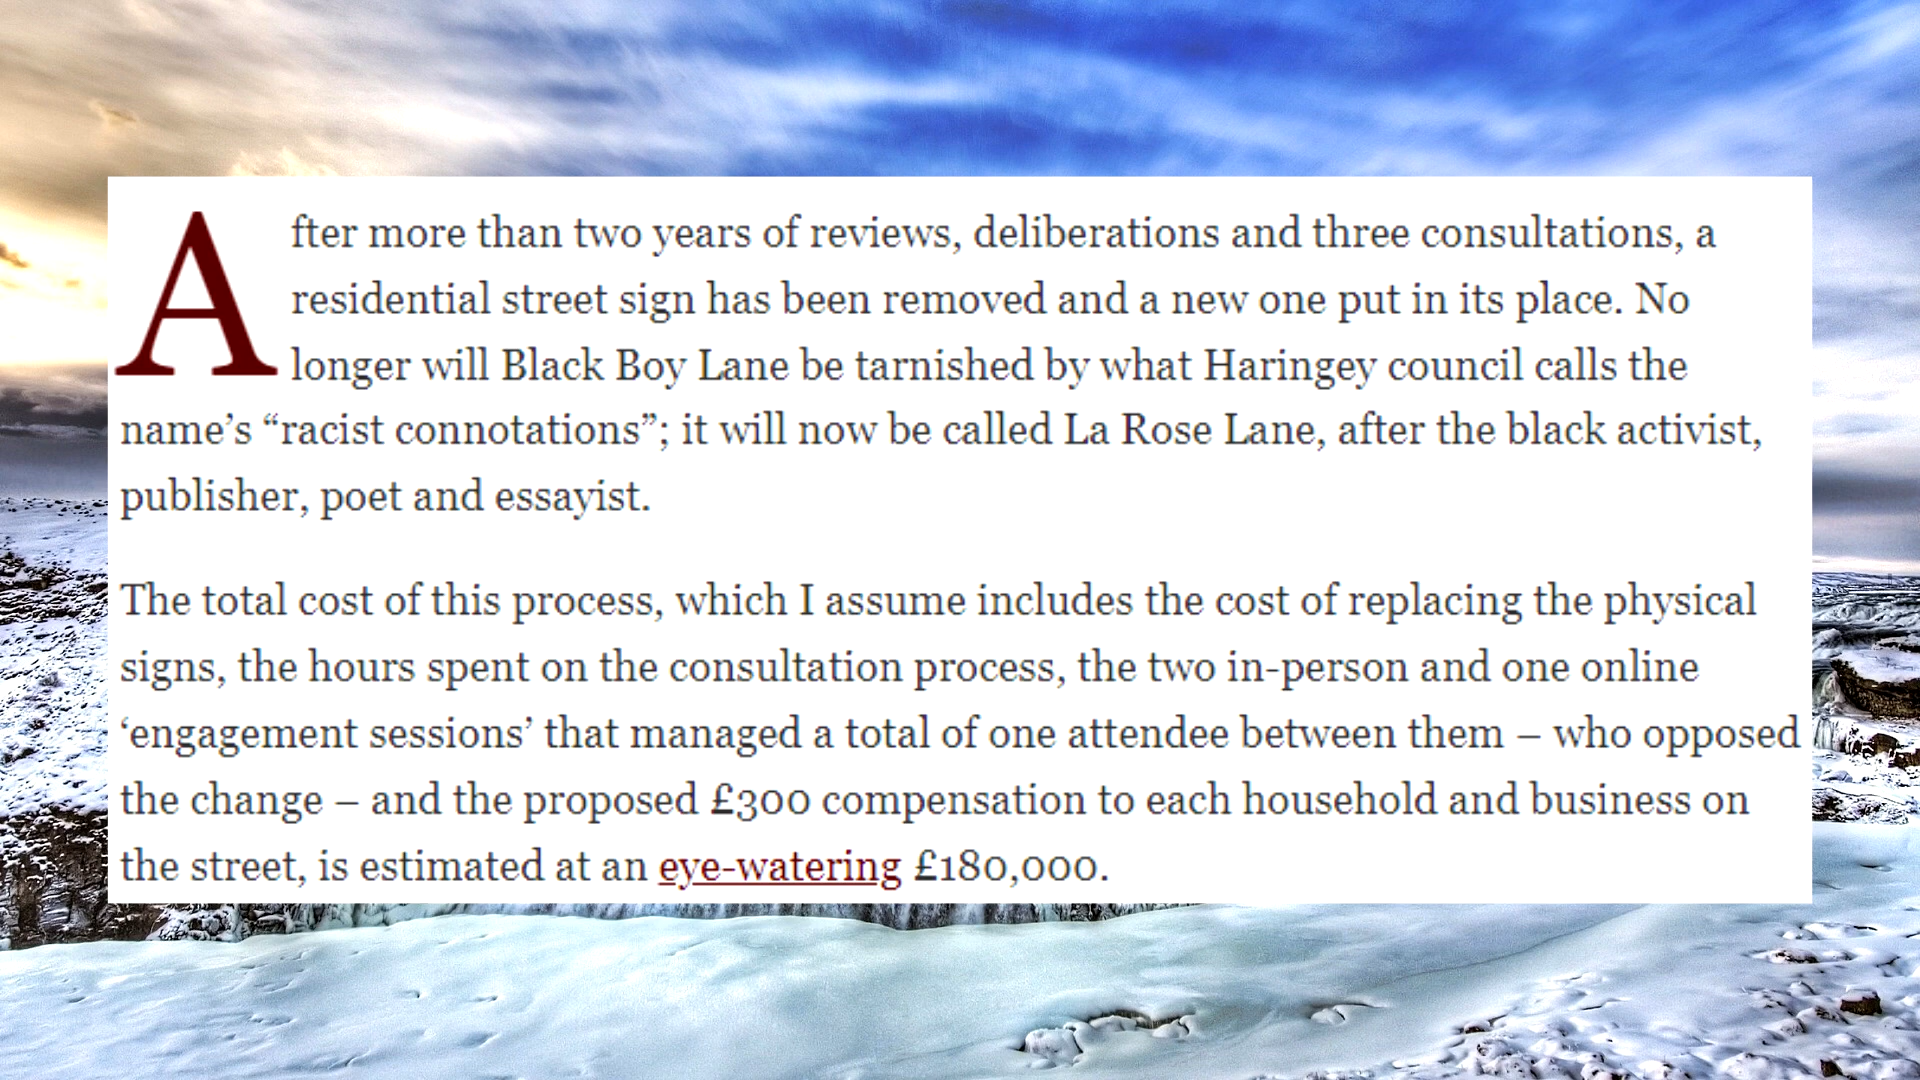 After more than two years of reviews, deliberations and three consultations, a
residential street sign has been removed and a new one put in its place. No
longer will Black Boy Lane be tarnished by what Haringey council calls the
name’s “racist connotations”; it will now be called La Rose Lane, after the black activist,
publisher, poet and essayist.
The total cost of this process, which I assume includes the cost of replacing the physical
signs, the hours spent on the consultation process, the two in-person and one online
‘engagement sessions’ that managed a total of one attendee between them – who opposed
the change – and the proposed £300 compensation to each household and business on
the street, is estimated at an eye-watering £180,000.